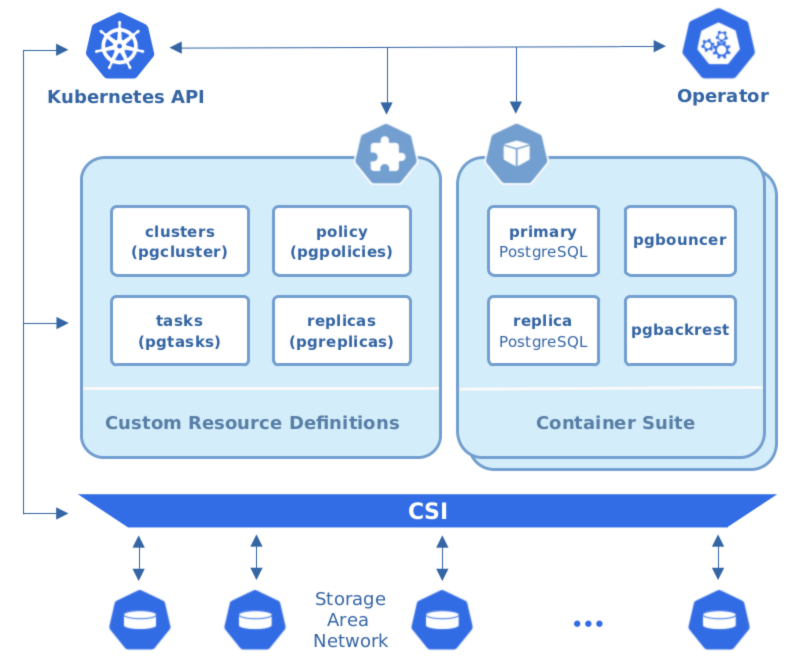 Kubernetes API
Operator
clusters
(pgcluster)
policy
(pgpolicies)
tasks
(pgtasks)
replicas
(pgreplicas)
Custom Resource Definitions
primary
PostgreSQL
pgbouncer
replica
PostgreSQL
pgbackrest
Container Suite
CSI
Storage
Area
Network
...